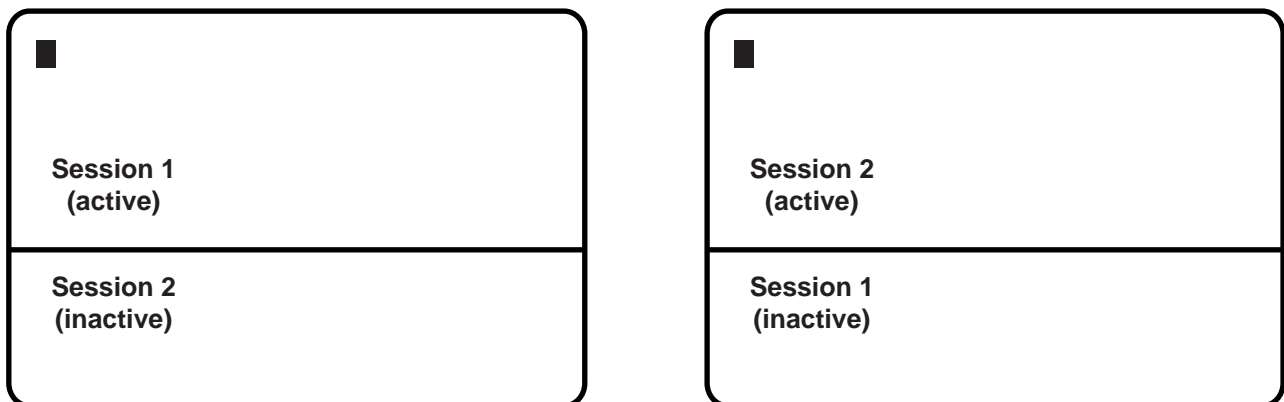 Session 1
(active)
Session 2
(inactive)
Session 2
(active)
Session 1
(inactive)